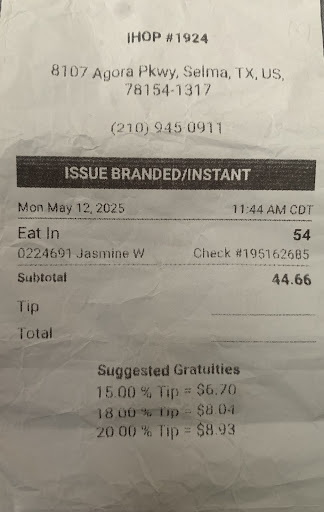 IHOP #1924
8107 Agora Pkwy, Selma, TX, US,
78154-1317
(210) 945 0911
ISSUE BRANDED/INSTANT
Mon May 12, 2025 11:44 AM CDT
Eat In 54
0224691 Jasmine W Check #195162685
Subtotal 44.66
Tip
Total
Suggested Gratuities
15.00 % Tip = $6.70
18 00 % Tip = $8.04
20 00 % Tip = $8.93